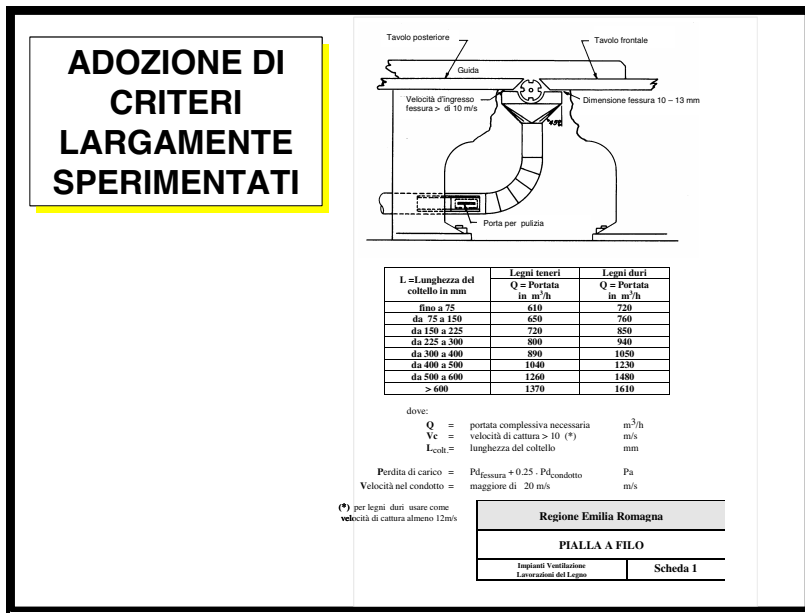 ADOZIONE DI
CRITERI
LARGAMENTE
SPERIMENTATI
Tavolo posteriore
Tavolo frontale
Guida
Velocità d'ingresso
fessura > di 10 m/s
Dimensione fessura 10 – 13 mm
45°
Porta per pulizia
L =Lunghezza del coltello in mm | Legni teneri | Legni duri
Q = Portata in m³/h | Q = Portata in m³/h
fino a 75 | 610 | 720
da 75 a 150 | 650 | 760
da 150 a 225 | 720 | 850
da 225 a 300 | 800 | 940
da 300 a 400 | 890 | 1050
da 400 a 500 | 1040 | 1230
da 500 a 600 | 1260 | 1480
> 600 | 1370 | 1610
dove:
Q = portata complessiva necessaria m³/h
Vc = velocità di cattura > 10 (*) m/s
Lcolt.= lunghezza del coltello mm
Perdita di carico = Pdfessura + 0.25 . Pdcondotto Pa
Velocità nel condotto = maggiore di 20 m/s m/s
(*) per legni duri usare come
velocità di cattura almeno 12m/s
Regione Emilia Romagna
PIALLA A FILO
Impianti Ventilazione
Lavorazioni del Legno
Scheda 1